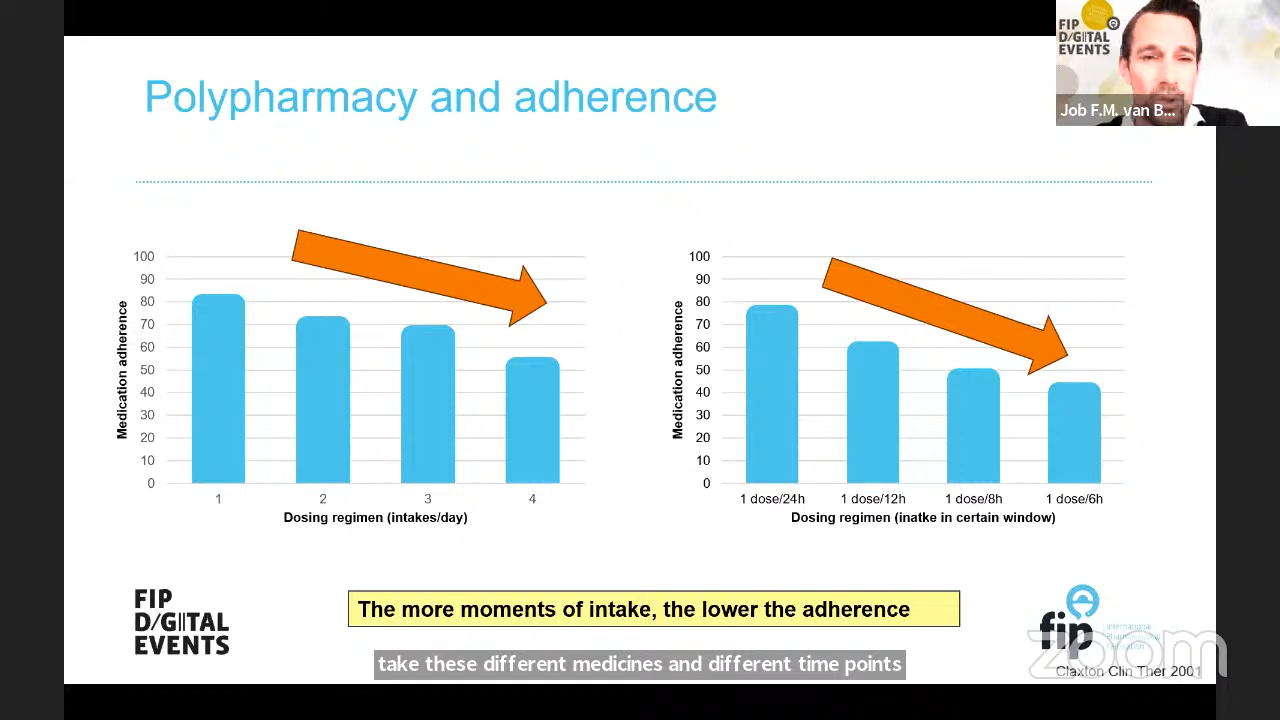 FIP
D/G|TAL
EVENTS
Job F.M. van B...
Polypharmacy and adherence
100
90
80
70
60
50
40
30
20
10
0
Medication adherence
1
2
3
4
Dosing regimen (intakes/day)
100
90
80
70
60
50
40
30
20
10
0
Medication adherence
1 dose/24h
1 dose/12h
1 dose/8h
1 dose/6h
Dosing regimen (inatke in certain window)
FIP
D/G|TAL
EVENTS
The more moments of intake, the lower the adherence
fip
International
Pharmaceutical
Federation
zoom
Claxton Clin Ther 2001
take these different medicines and different time points